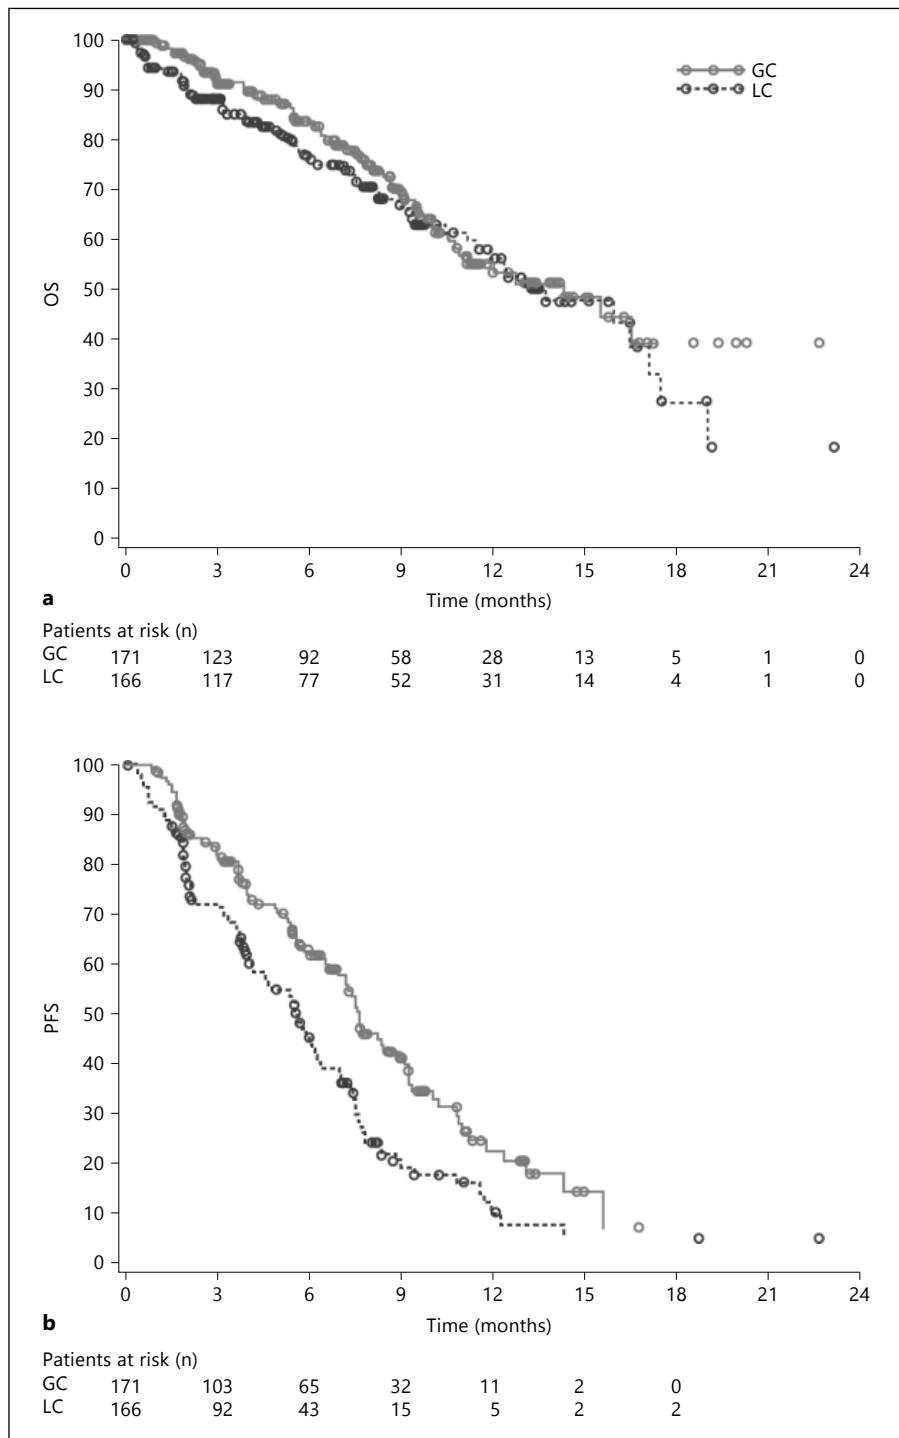 100
90
80
70
60
50
40
30
20
10
0
OS
GC
LC
0 3 6 9 12 15 18 21 24
Time (months)
a
Patients at risk (n)
GC 171 123 92 58 28 13 5 1 0
LC 166 117 77 52 31 14 4 1 0
100
90
80
70
60
50
40
30
20
10
0
PFS
0 3 6 9 12 15 18 21 24
Time (months)
b
Patients at risk (n)
GC 171 103 65 32 11 2 0
LC 166 92 43 15 5 2 2